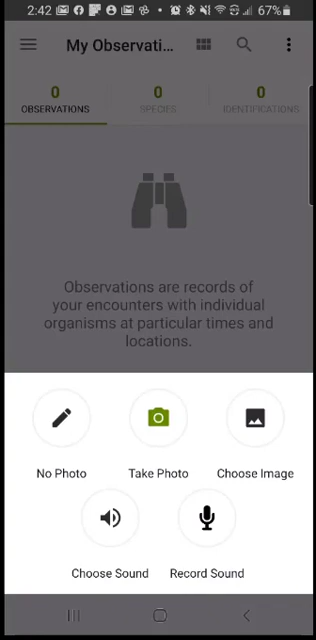 2:42 67%
My Observati...
0 0 0
OBSERVATIONS SPECIES IDENTIFICATIONS
Observations are records of
your encounters with individual
organisms at particular times and
locations.
No Photo Take Photo Choose Image
Choose Sound Record Sound